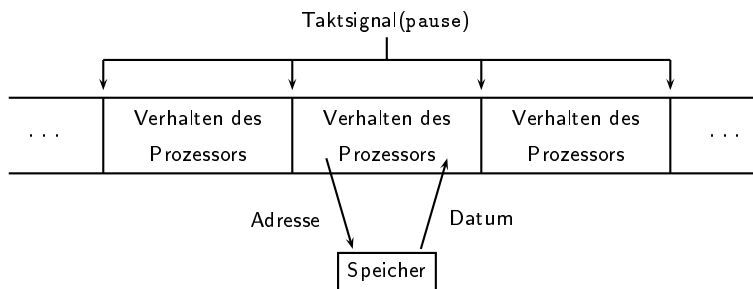 Taktsignal(pause)
. . . Verhalten des Verhalten des Verhalten des . . .
Prozessors Prozessors Prozessors
Adresse Datum
Speicher